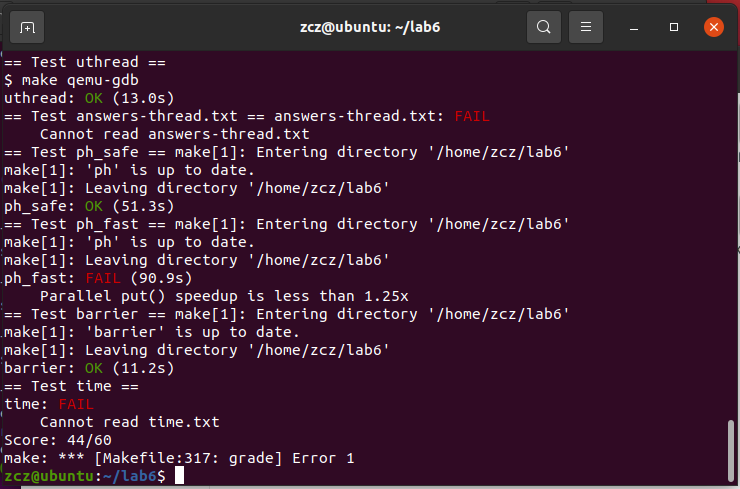 zcz@ubuntu: ~/lab6
== Test uthread ==
$ make qemu-gdb
uthread: OK (13.0s)
== Test answers-thread.txt == answers-thread.txt: FAIL
    Cannot read answers-thread.txt
== Test ph_safe == make[1]: Entering directory '/home/zcz/lab6'
make[1]: 'ph' is up to date.
make[1]: Leaving directory '/home/zcz/lab6'
ph_safe: OK (51.3s)
== Test ph_fast == make[1]: Entering directory '/home/zcz/lab6'
make[1]: 'ph' is up to date.
make[1]: Leaving directory '/home/zcz/lab6'
ph_fast: FAIL (90.9s)
    Parallel put() speedup is less than 1.25x
== Test barrier == make[1]: Entering directory '/home/zcz/lab6'
make[1]: 'barrier' is up to date.
make[1]: Leaving directory '/home/zcz/lab6'
barrier: OK (11.2s)
== Test time ==
time: FAIL
    Cannot read time.txt
Score: 44/60
make: *** [Makefile:317: grade] Error 1
zcz@ubuntu:~/lab6$